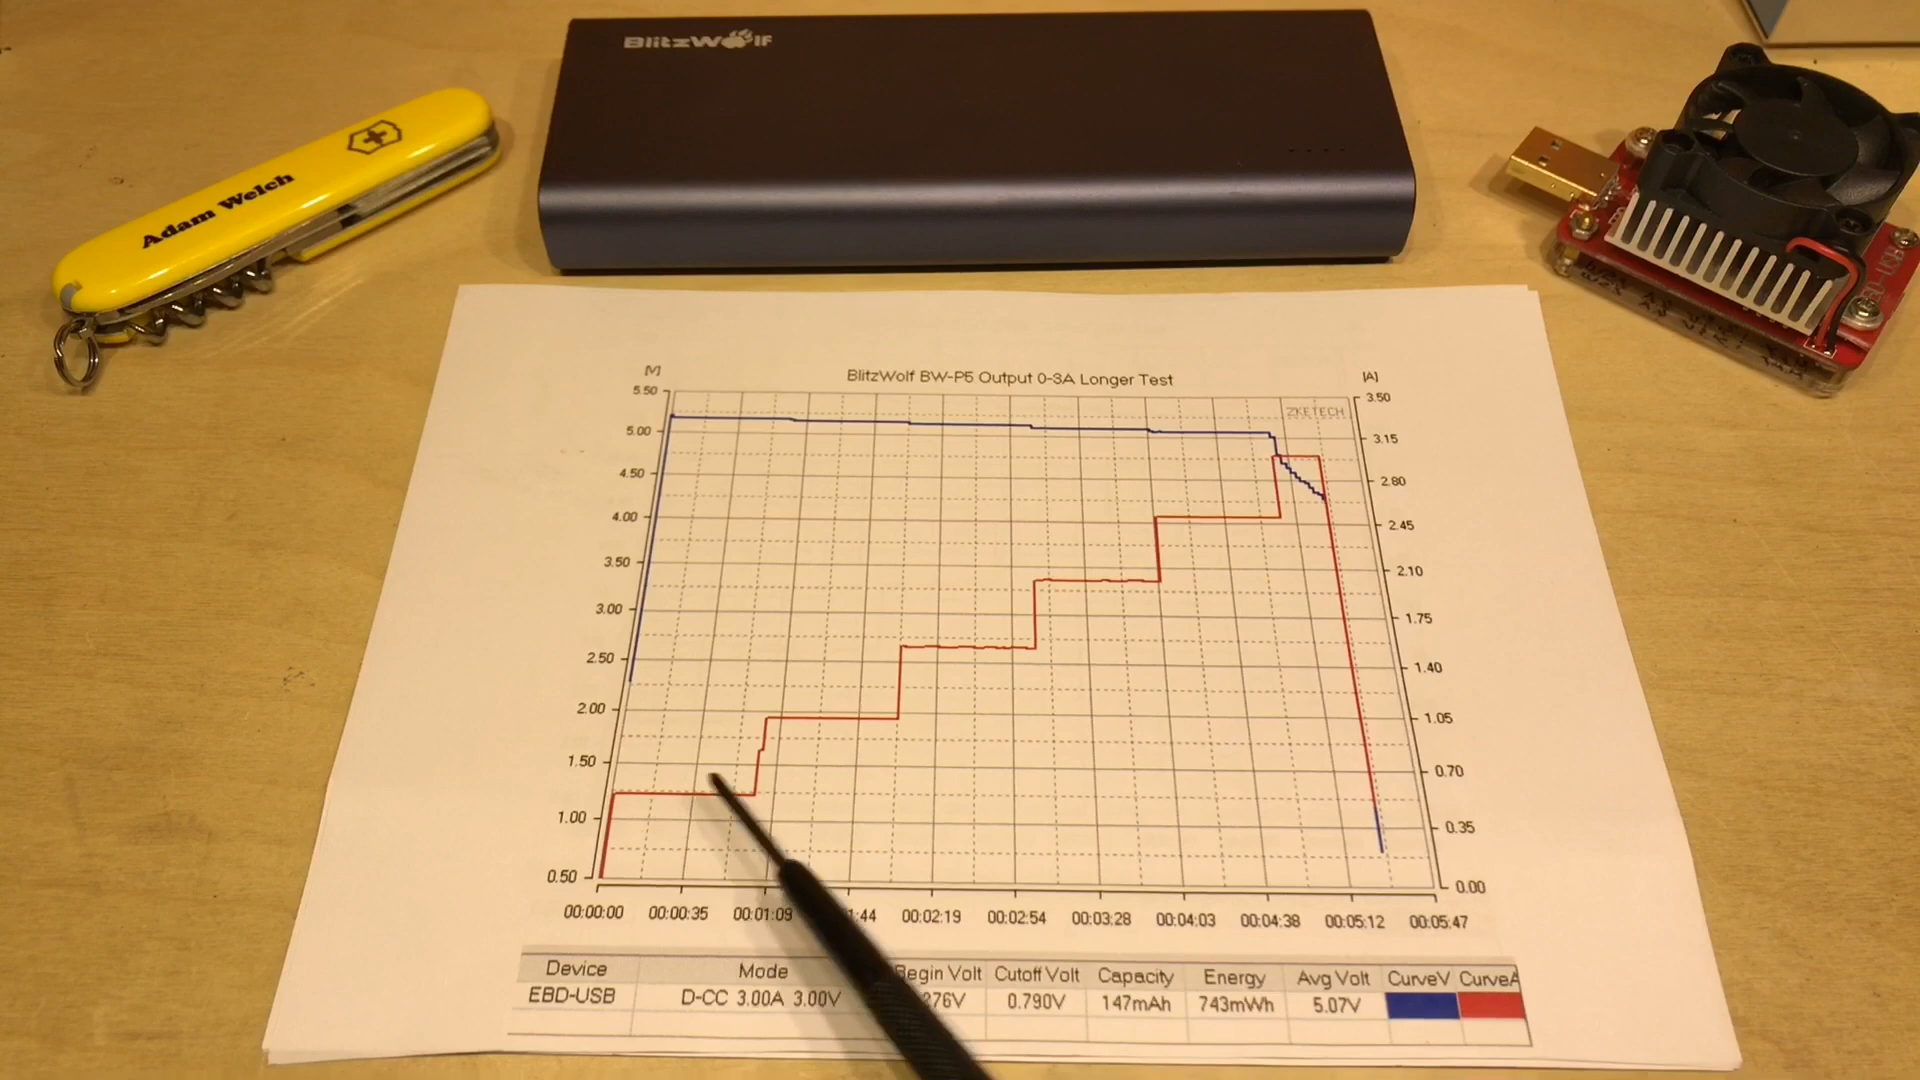 BlitzWolf
Adam Welch
BlitzWolf BW-P5 Output 0-3A Longer Test
[V]
[A]
ZKETECH
5.50
5.00
4.50
4.00
3.50
3.00
2.50
2.00
1.50
1.00
0.50
3.50
3.15
2.80
2.45
2.10
1.75
1.40
1.05
0.70
0.35
0.00
00:00:00 00:00:35 00:01:09 :44 00:02:19 00:02:54 00:03:28 00:04:03 00:04:38 00:05:12 00:05:47
Device Mode Begin Volt Cutoff Volt Capacity Energy Avg Volt CurveV CurveA
EBD-USB D-CC 3.00A 3.00V 276V 0.790V 147mAh 743mWh 5.07V